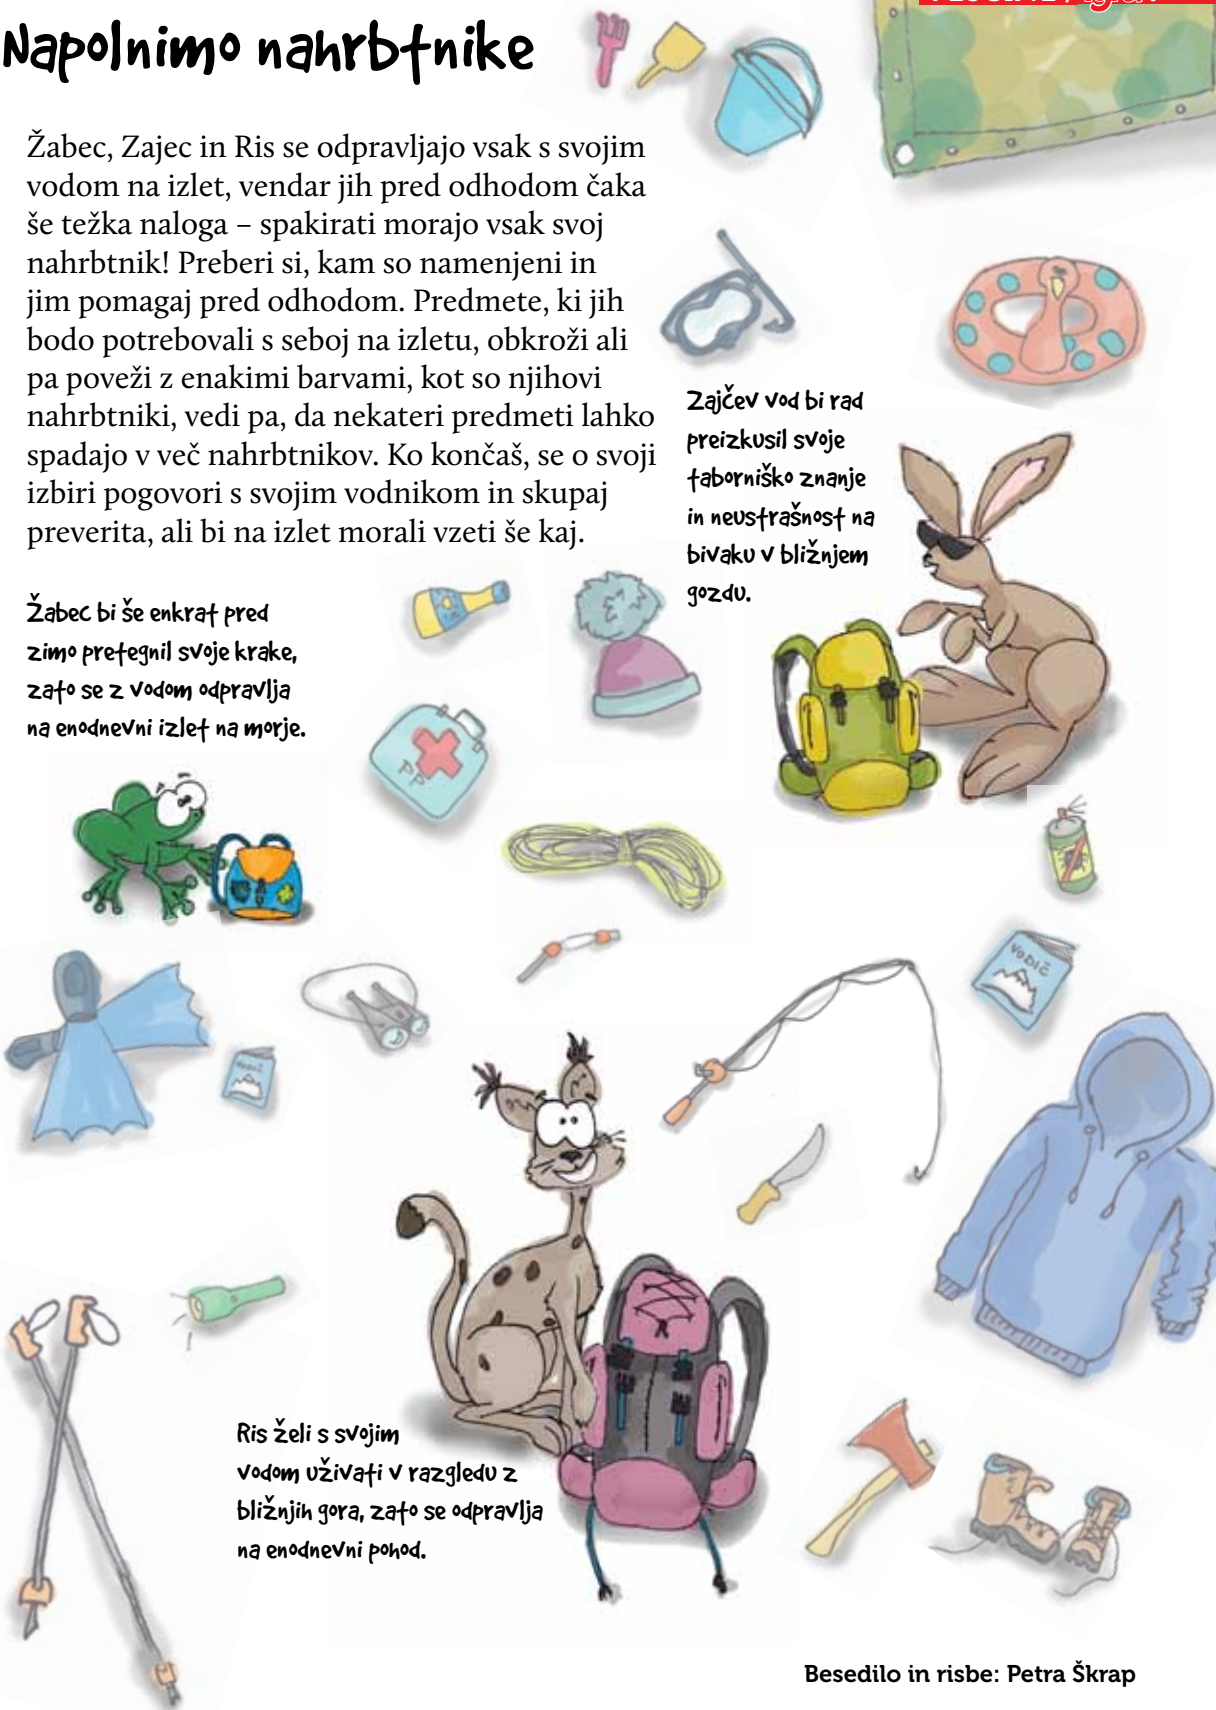 Napolnimo nahrbtnike
Žabec, Zajec in Ris se odpravljajo vsak s svojim
vodom na izlet, vendar jih pred odhodom čaka
še težka naloga – spakirati morajo vsak svoj
nahrbtnik! Preberi si, kam so namenjeni in
jim pomagaj pred odhodom. Predmete, ki jih
bodo potrebovali s seboj na izletu, obkroži ali
pa poveži z enakimi barvami, kot so njihovi
nahrbtniki, vedi pa, da nekateri predmeti lahko
spadajo v več nahrbtnikov. Ko končaš, se o svoji
izbiri pogovori s svojim vodnikom in skupaj
preverita, ali bi na izlet morali vzeti še kaj.
Zajčev vod bi rad
preizkusil svoje
taborniško znanje
in neustrašnost na
bivaku v bližnjem
gozdu.
Žabec bi še enkrat pred
zimo pretegnil svoje krake,
zato se z vodom odpravlja
na enodnevni izlet na morje.
PP
VODIČ
Ris želi s svojim
vodom uživati v razgledu z
bližnjih gora, zato se odpravlja
na enodnevni pohod.
Besedilo in risbe: Petra Škrap